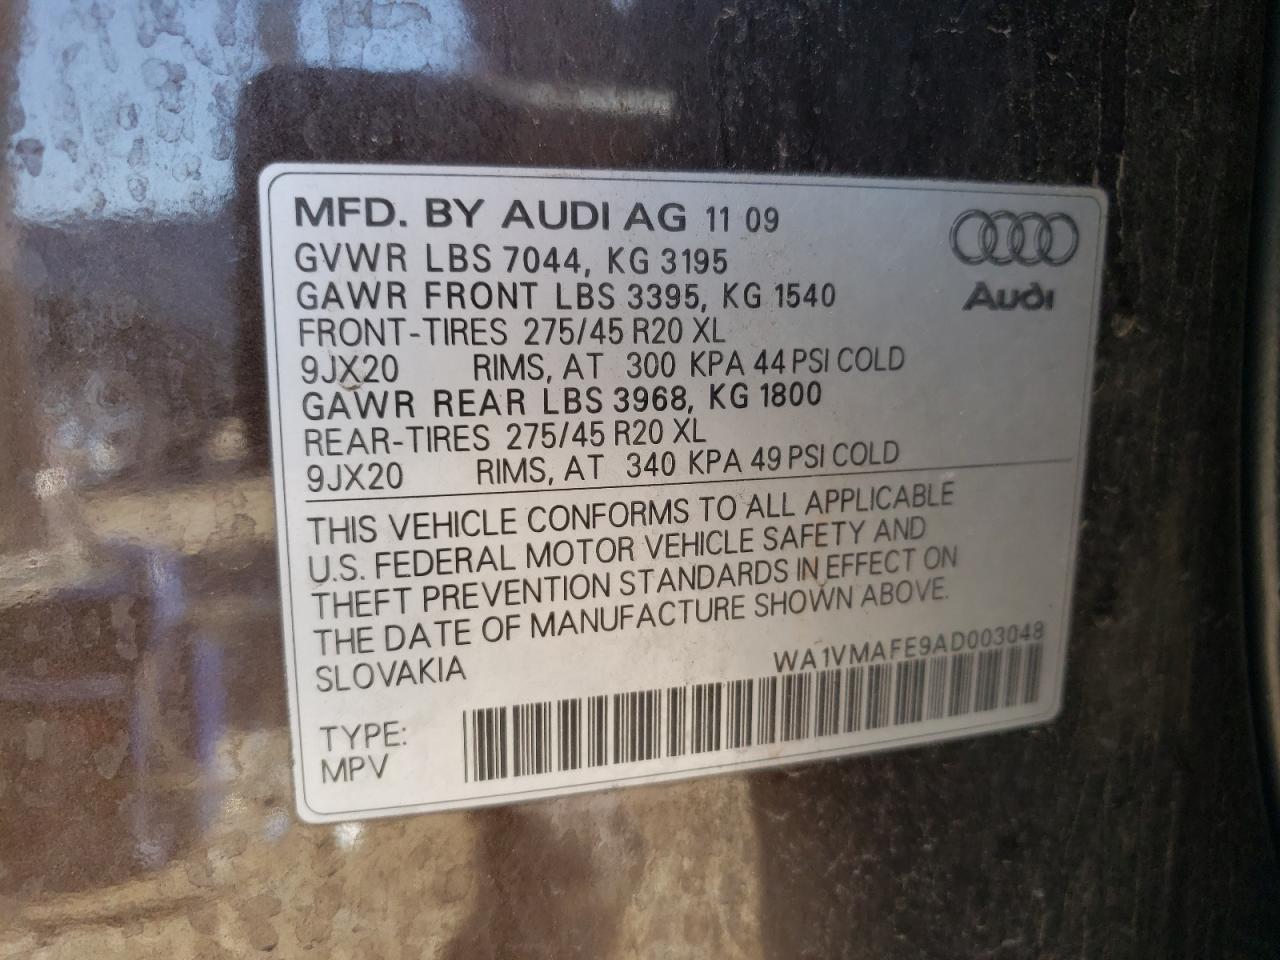 MFD. BY AUDI AG 11 09
GVWR LBS 7044, KG 3195
GAWR FRONT LBS 3395, KG 1540
FRONT-TIRES 275/45 R20 XL
9JX20 RIMS, AT 300 KPA 44 PSI COLD
GAWR REAR LBS 3968, KG 1800
REAR-TIRES 275/45 R20 XL
9JX20 RIMS, AT 340 KPA 49 PSI COLD
Audi
THIS VEHICLE CONFORMS TO ALL APPLICABLE
U.S. FEDERAL MOTOR VEHICLE SAFETY AND
THEFT PREVENTION STANDARDS IN EFFECT ON
THE DATE OF MANUFACTURE SHOWN ABOVE.
SLOVAKIA
WA1VMAFE9AD003048
TYPE:
MPV